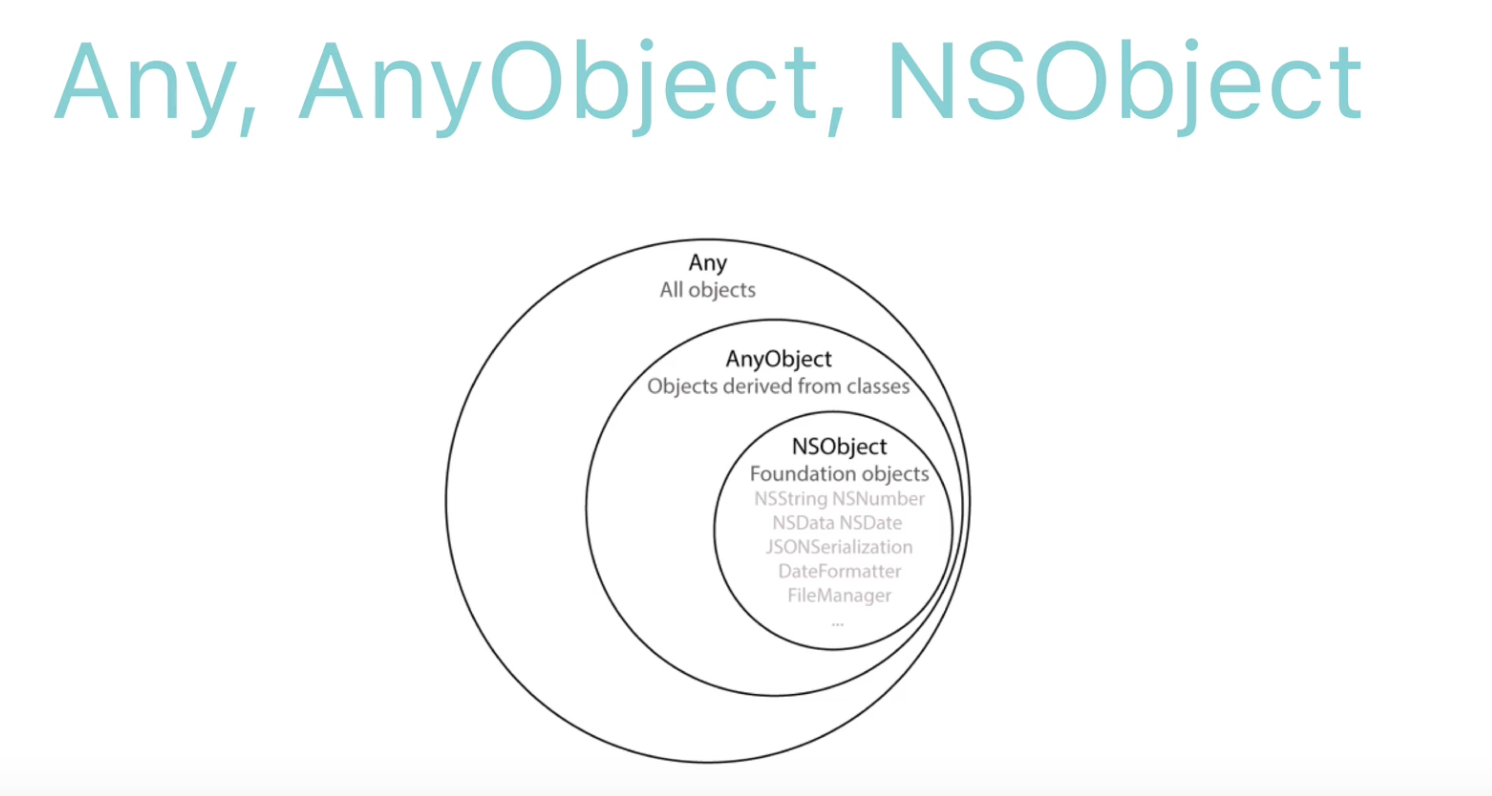 Any, AnyObject, NSObject
Any
All objects
AnyObject
Objects derived from classes
NSObject
Foundation objects
NSString NSNumber
NSData NSDate
JSONSerialization
DateFormatter
FileManager
...